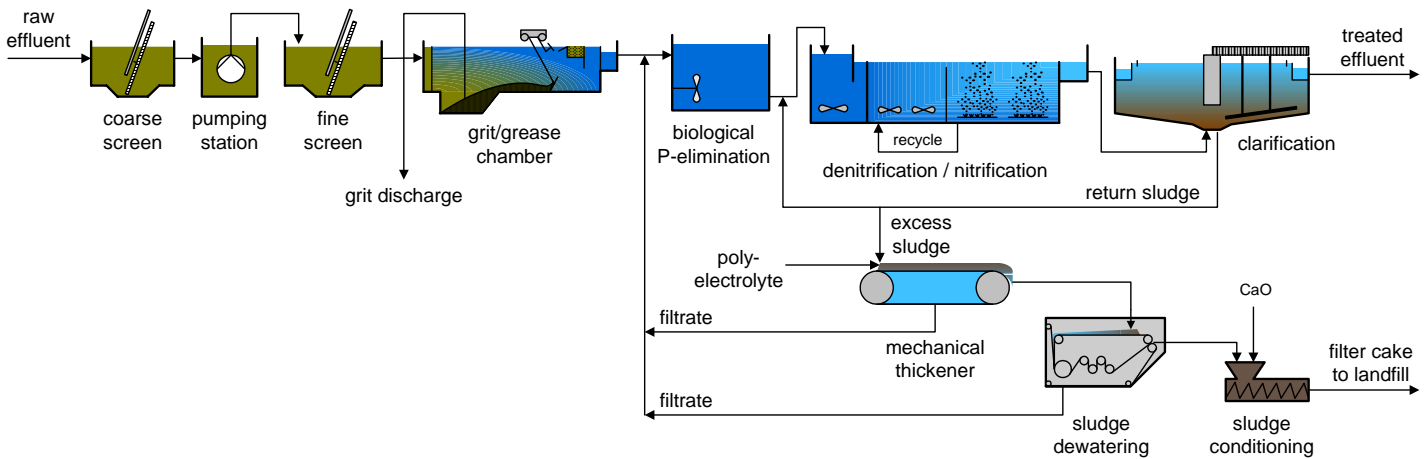 raw
effluent
coarse
screen
pumping
station
fine
screen
grit/grease
chamber
grit discharge
biological
P-elimination
recycle
denitrification / nitrification
clarification
treated
effluent
return sludge
excess
sludge
poly-
electrolyte
filtrate
mechanical
thickener
filtrate
sludge
dewatering
CaO
sludge
conditioning
filter cake
to landfill